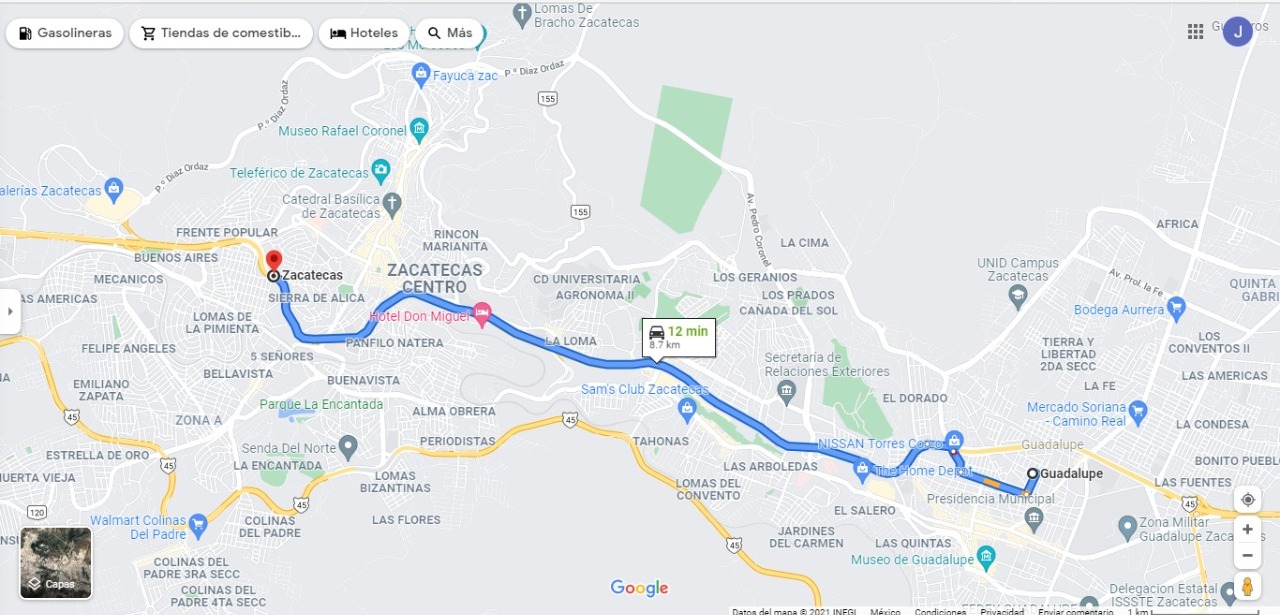 Gasolineras
Tiendas de comestib...
Hoteles
Más
Lomas De
Bracho Zacatecas
J
Fayuca zac
P.º Diaz Ordaz
155
P.º Diaz Ordaz
Museo Rafael Coronel
Teleférico de Zacatecas
P.º Diaz Ordaz
alerías Zacatecas
Catedral Basílica
de Zacatecas
155
Av. Pedro Coronel
FRENTE POPULAR
RINCON
MARIANITA
LA CIMA
AFRICA
BUENOS AIRES
Zacatecas
ZACATECAS
CENTRO
CD UNIVERSITARIA
AGRONOMA II
LOS GERANIOS
UNID Campus
Zacatecas
Av. Prol. la Fe
MECANICOS
AS AMERICAS
SIERRA DE ALICA
LOS PRADOS
CAÑADA DEL SOL
QUINTA
GABRI
Bodega Aurrera
LOMAS DE
LA PIMIENTA
Hotel Don Miguel
12 min
8.7 km
FELIPE ANGELES
PANFILO NATERA
LA LOMA
TIERRA Y
LIBERTAD
2DA SECC
LOS
CONVENTOS II
5 SEÑORES
BELLAVISTA
BUENAVISTA
Secretaría de
Relaciones Exteriores
LAS AMERICAS
EMILIANO
ZAPATA
Sam's Club Zacatecas
LA FE
Parque La Encantada
ALMA OBRERA
EL DORADO
Mercado Soriana
- Camino Real
45
ZONA A
45
LA CONDESA
Senda Del Norte
PERIODISTAS
TAHONAS
NISSAN Torres Corzo
Guadalupe
ESTRELLA DE ORO
45
LA ENCANTADA
LAS ARBOLEDAS
The Home Depot
Guadalupe
BONITO PUEBL
HUERTA VIEJA
LOMAS
BIZANTINAS
LOMAS DEL
CONVENTO
LAS FUENTES
45
Presidencia Municipal
45
120
LAS FLORES
EL SALERO
Walmart Colinas
Del Padre
COLINAS
DEL PADRE
JARDINES
DEL CARMEN
45
LAS QUINTAS
Zona Militar
Guadalupe Zaca
Museo de Guadalupe
COLINAS DEL
PADRE 3RA SECC
Capas
Google
COLINAS DEL
PADRE 4TA SECC
Delegacion Estatal
ISSSTE Zacatecas
Datos del mapa © 2021 INEGI
México
Condiciones
Privacidad
Enviar comentario
1 km